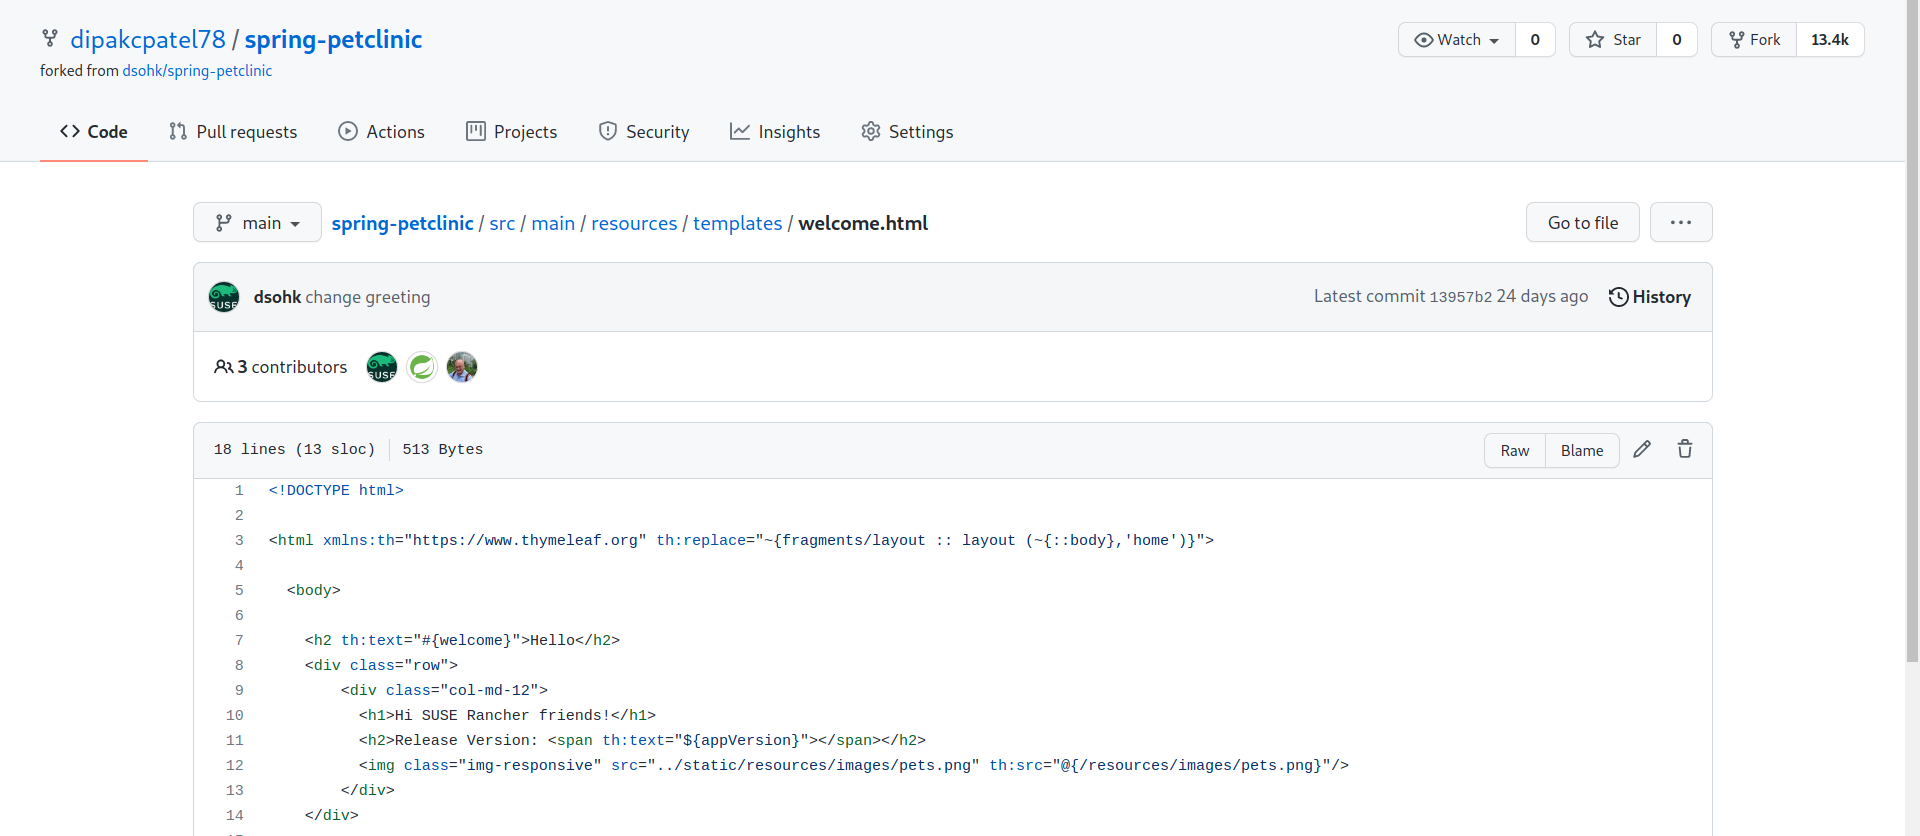 dipakcpatel78 / spring-petclinic
Watch 0 Star 0 Fork 13.4k
forked from dsohk/spring-petclinic
Code Pull requests Actions Projects Security Insights Settings
main spring-petclinic / src / main / resources / templates / welcome.html Go to file ...
SUSE dsohk change greeting Latest commit 13957b2 24 days ago History
3 contributors SUSE
18 lines (13 sloc) 513 Bytes Raw Blame
1 <!DOCTYPE html>
2
3 <html xmlns:th="https://www.thymeleaf.org" th:replace="~{fragments/layout :: layout (~{::body},'home')}">
4
5 <body>
6
7 <h2 th:text="#{welcome}">Hello</h2>
8 <div class="row">
9 <div class="col-md-12">
10 <h1>Hi SUSE Rancher friends!</h1>
11 <h2>Release Version: <span th:text="${appVersion}"></span></h2>
12 <img class="img-responsive" src="../static/resources/images/pets.png" th:src="@{/resources/images/pets.png}"/>
13 </div>
14 </div>